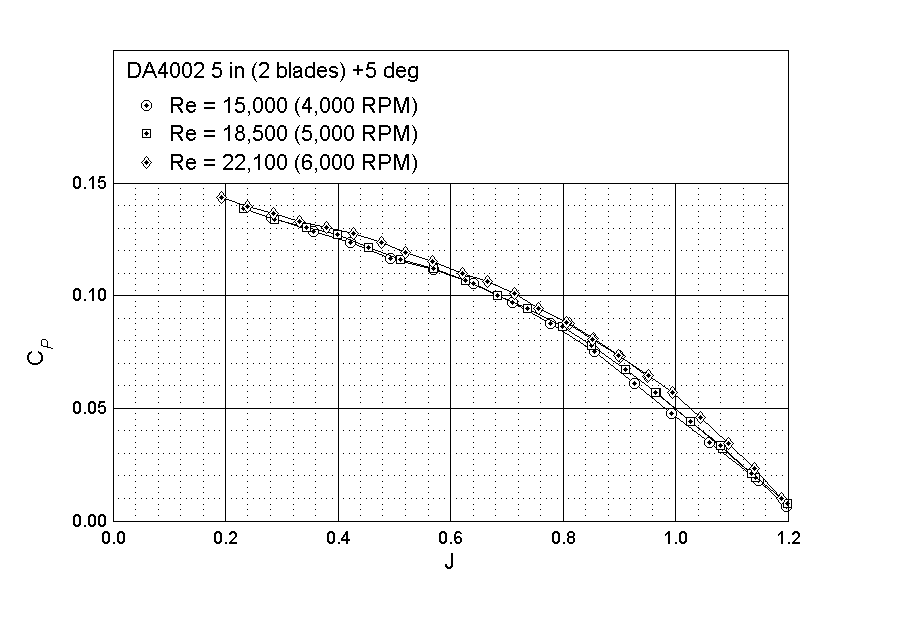 DA4002 5 in (2 blades) +5 deg
Re = 15,000 (4,000 RPM)
Re = 18,500 (5,000 RPM)
Re = 22,100 (6,000 RPM)
0.15
0.10
C_P
0.05
0.00
0.0 0.2 0.4 0.6 0.8 1.0 1.2
J